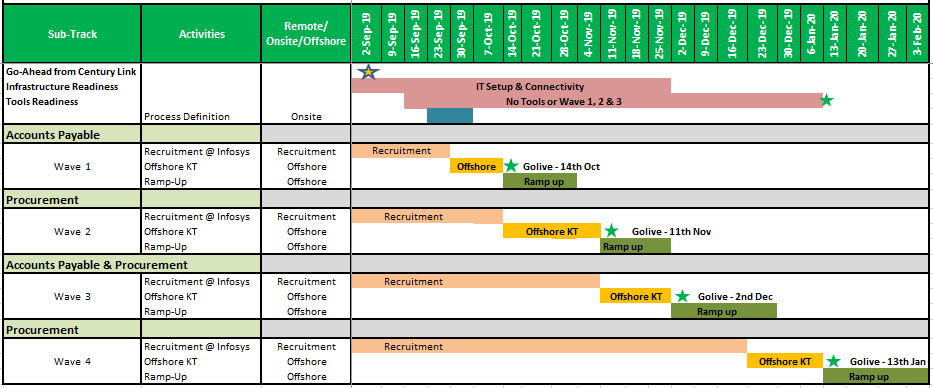 Sub-Track Activities Remote/ Onsite/Offshore 2-Sep-19 9-Sep-19 16-Sep-19 23-Sep-19 30-Sep-19 7-Oct-19 14-Oct-19 21-Oct-19 28-Oct-19 4-Nov-19 11-Nov-19 18-Nov-19 25-Nov-19 2-Dec-19 9-Dec-19 16-Dec-19 23-Dec-19 30-Dec-19 6-Jan-20 13-Jan-20 20-Jan-20 27-Jan-20 3-Feb-20
Go-Ahead from Century Link
Infrastructure Readiness IT Setup & Connectivity
Tools Readiness No Tools or Wave 1, 2 & 3
Process Definition Onsite
Accounts Payable
Recruitment @ Infosys Recruitment Recruitment
Wave 1 Offshore KT Offshore Offshore Golive - 14th Oct
Ramp-Up Offshore Ramp up
Procurement
Recruitment @ Infosys Recruitment Recruitment
Wave 2 Offshore KT Offshore Offshore KT Golive - 11th Nov
Ramp-Up Offshore Ramp up
Accounts Payable & Procurement
Recruitment @ Infosys Recruitment Recruitment
Wave 3 Offshore KT Offshore Offshore KT Golive - 2nd Dec
Ramp-Up Offshore Ramp up
Procurement
Recruitment @ Infosys Recruitment Recruitment
Wave 4 Offshore KT Offshore Offshore KT Golive - 13th Jan
Ramp-Up Offshore Ramp up